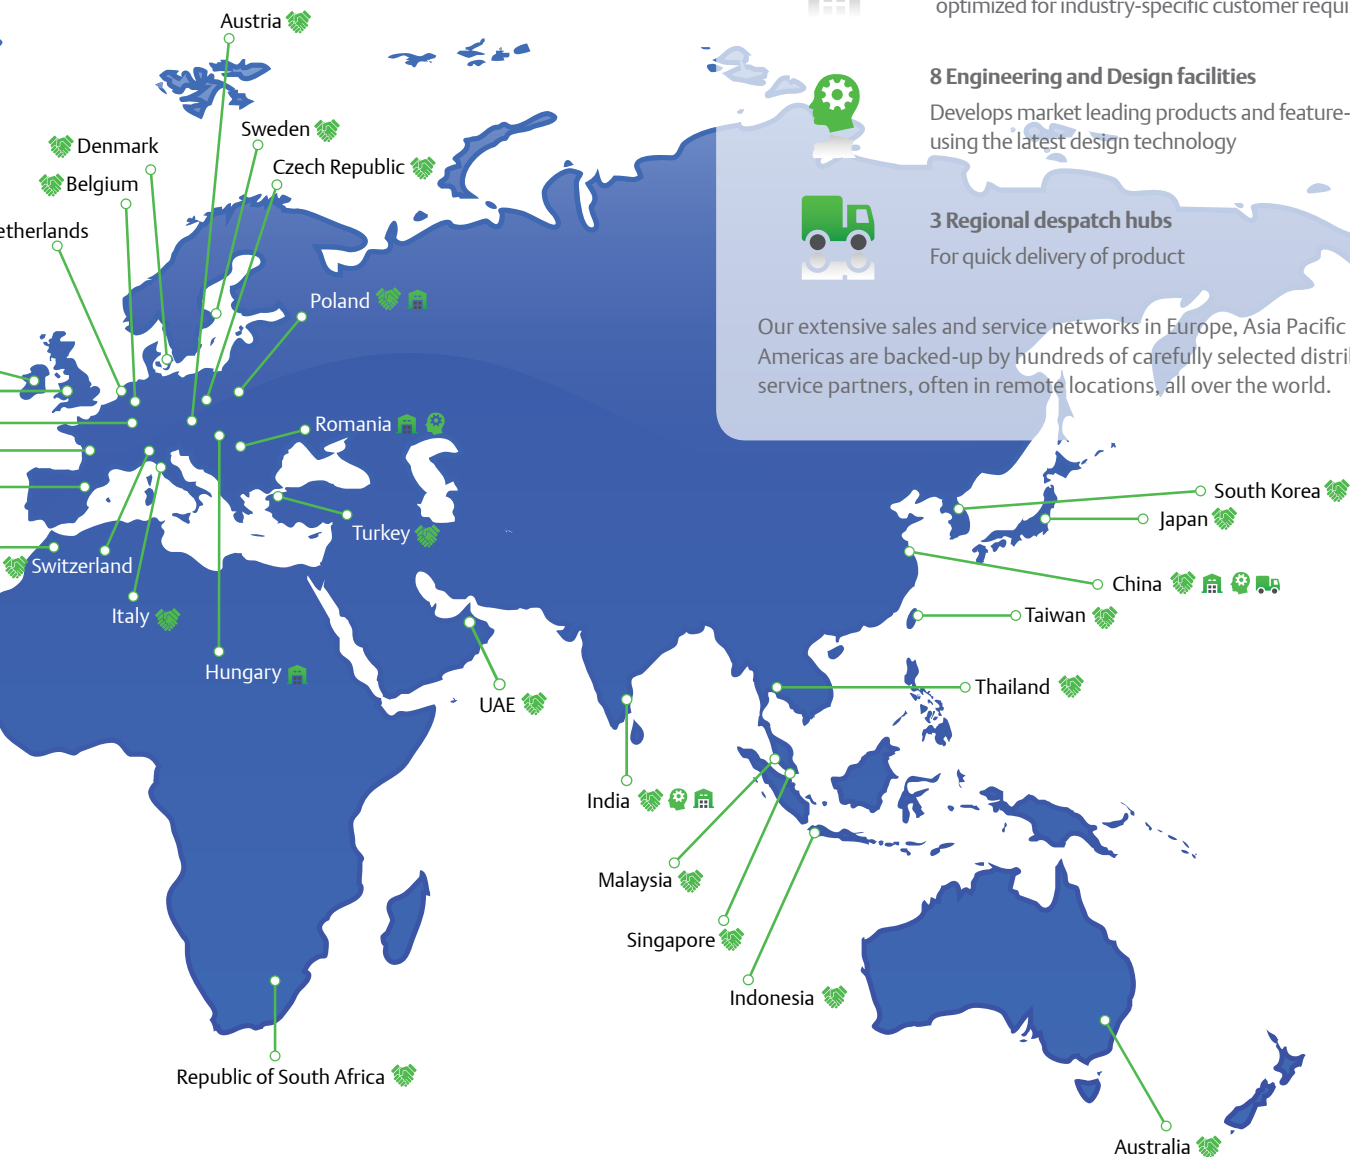 optimized for industry-specific customer requi
8 Engineering and Design facilities
Develops market leading products and feature-
using the latest design technology
3 Regional despatch hubs
For quick delivery of product
Our extensive sales and service networks in Europe, Asia Pacific
Americas are backed-up by hundreds of carefully selected distri
service partners, often in remote locations, all over the world.
Austria
Sweden
Denmark
Czech Republic
Belgium
etherlands
Poland
Romania
Turkey
Switzerland
Italy
Hungary
UAE
South Korea
Japan
China
Taiwan
Thailand
India
Malaysia
Singapore
Indonesia
Republic of South Africa
Australia